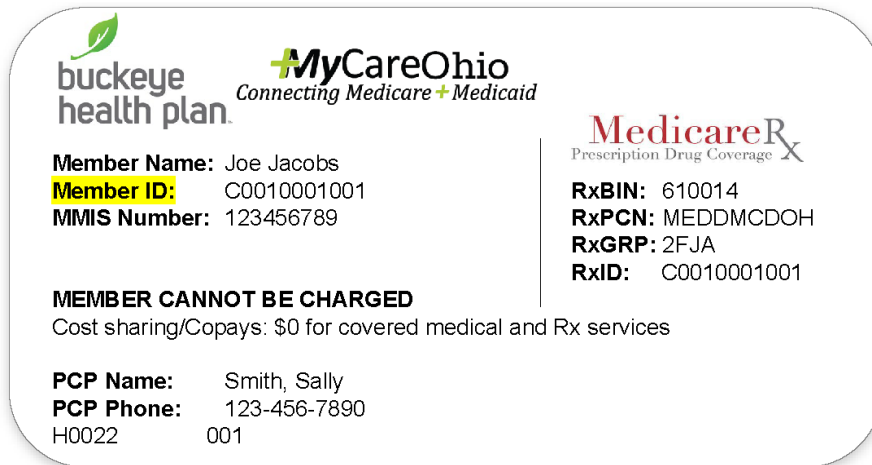 buckeye
health plan
+MyCareOhio
Connecting Medicare + Medicaid
Member Name: Joe Jacobs
Member ID: C0010001001
MMIS Number: 123456789
MedicareRx
Prescription Drug Coverage
RxBIN: 610014
RxPCN: MEDDMCDOH
RxGRP: 2FJA
RxID: C0010001001
MEMBER CANNOT BE CHARGED
Cost sharing/Copays: $0 for covered medical and Rx services
PCP Name: Smith, Sally
PCP Phone: 123-456-7890
H0022 001